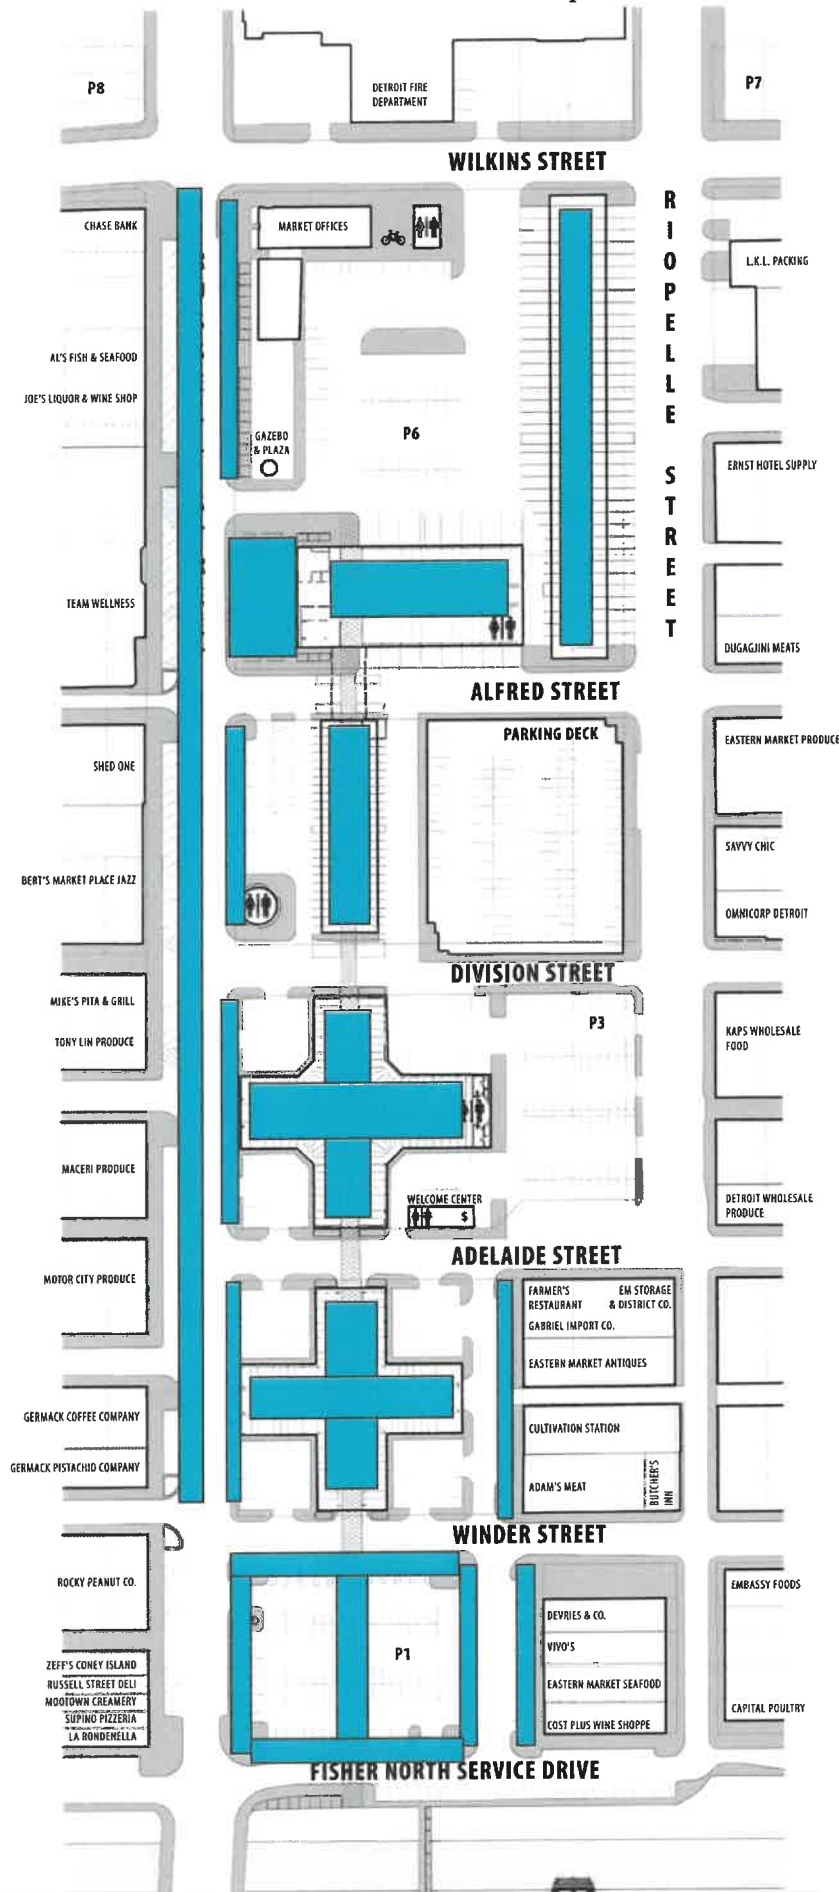 P8
DETROIT FIRE
DEPARTMENT
P7
WILKINS STREET
RIOPELLE STREET
CHASE BANK
MARKET OFFICES
L.K.L. PACKING
AL'S FISH & SEAFOOD
JOE'S LIQUOR & WINE SHOP
GAZEBO
& PLAZA
P6
ERNST HOTEL SUPPLY
TEAM WELLNESS
DUGAGJINI MEATS
ALFRED STREET
PARKING DECK
EASTERN MARKET PRODUCE
SHED ONE
SAVVY CHIC
BERT'S MARKET PLACE JAZZ
OMNICORP DETROIT
DIVISION STREET
MIKE'S PITA & GRILL
TONY LIN PRODUCE
P3
KAPS WHOLESALE
FOOD
MACERI PRODUCE
WELCOME CENTER
$
DETROIT WHOLESALE
PRODUCE
ADELAIDE STREET
MOTOR CITY PRODUCE
FARMER'S
RESTAURANT
EM STORAGE
& DISTRICT CO.
GABRIEL IMPORT CO.
EASTERN MARKET ANTIQUES
GERMACK COFFEE COMPANY
CULTIVATION STATION
GERMACK PISTACHIO COMPANY
ADAM'S MEAT
BUTCHER'S
INN
WINDER STREET
ROCKY PEANUT CO.
EMBASSY FOODS
DEVRIES & CO.
VIVO'S
P1
ZEFF'S CONEY ISLAND
RUSSELL STREET DELI
MOOTOWN CREAMERY
SUPINO PIZZERIA
LA RONDENELLA
EASTERN MARKET SEAFOOD
COST PLUS WINE SHOPPE
CAPITAL POULTRY
FISHER NORTH SERVICE DRIVE